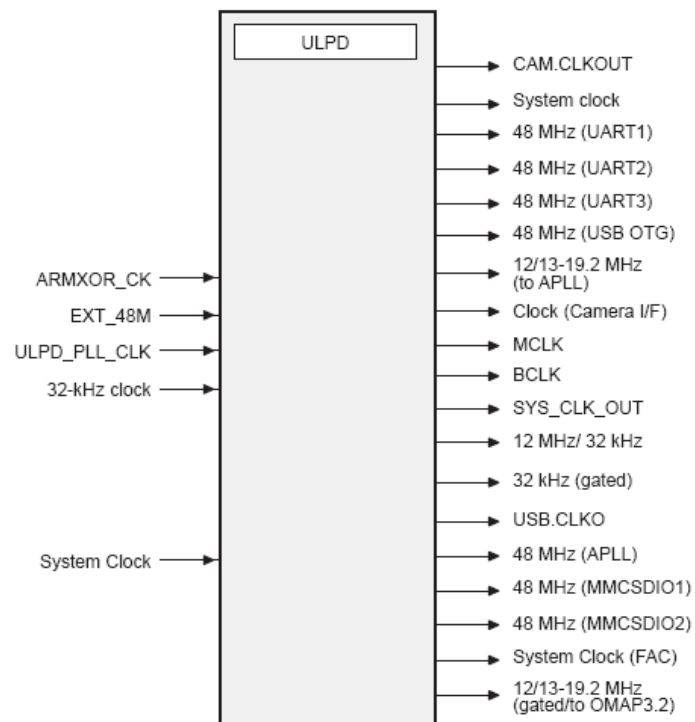 ULPD
CAM.CLKOUT
System clock
48 MHz (UART1)
48 MHz (UART2)
48 MHz (UART3)
48 MHz (USB OTG)
12/13-19.2 MHz
(to APLL)
Clock (Camera I/F)
MCLK
BCLK
SYS_CLK_OUT
12 MHz/ 32 kHz
32 kHz (gated)
USB.CLKO
48 MHz (APLL)
48 MHz (MMCSDIO1)
48 MHz (MMCSDIO2)
System Clock (FAC)
12/13-19.2 MHz
(gated/to OMAP3.2)
ARMXOR_CK
EXT_48M
ULPD_PLL_CLK
32-kHz clock
System Clock